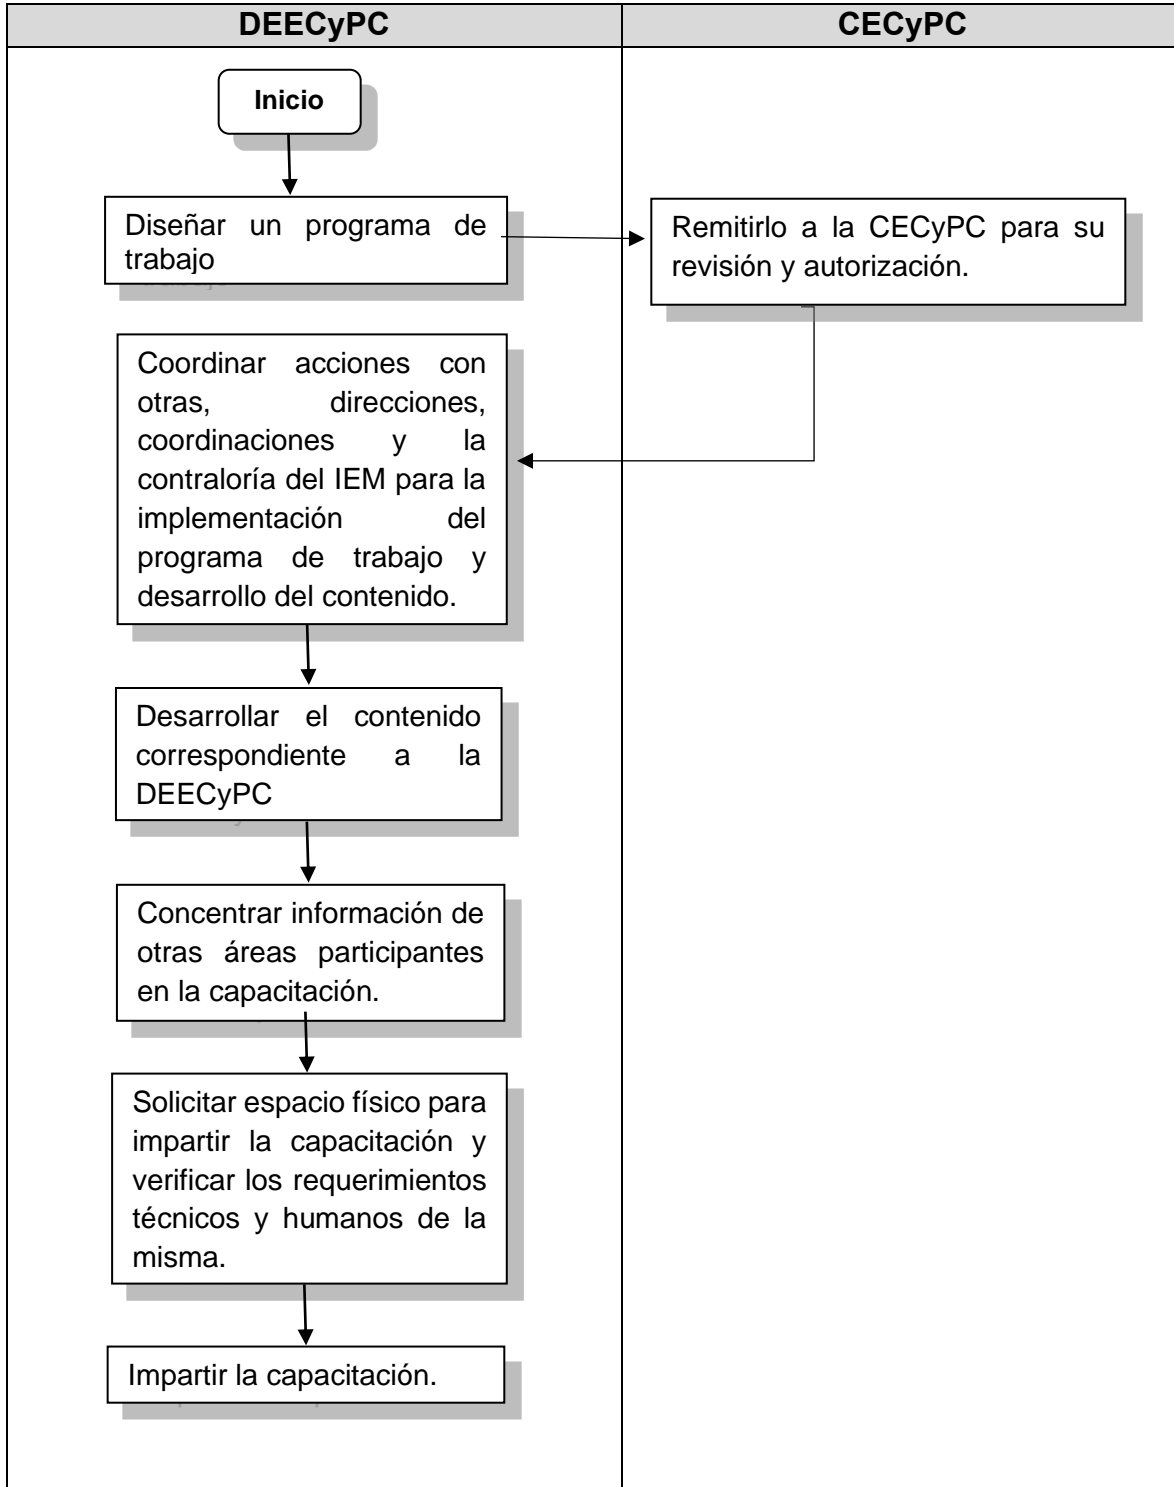 DEECyPC
CECyPC
Inicio
Diseñar un programa de
trabajo
Remitirlo a la CECyPC para su
revisión y autorización.
Coordinar acciones con
otras, direcciones,
coordinaciones y la
contraloría del IEM para la
implementación del
programa de trabajo y
desarrollo del contenido.
Desarrollar el contenido
correspondiente a la
DEECyPC
Concentrar información de
otras áreas participantes
en la capacitación.
Solicitar espacio físico para
impartir la capacitación y
verificar los requerimientos
técnicos y humanos de la
misma.
Impartir la capacitación.